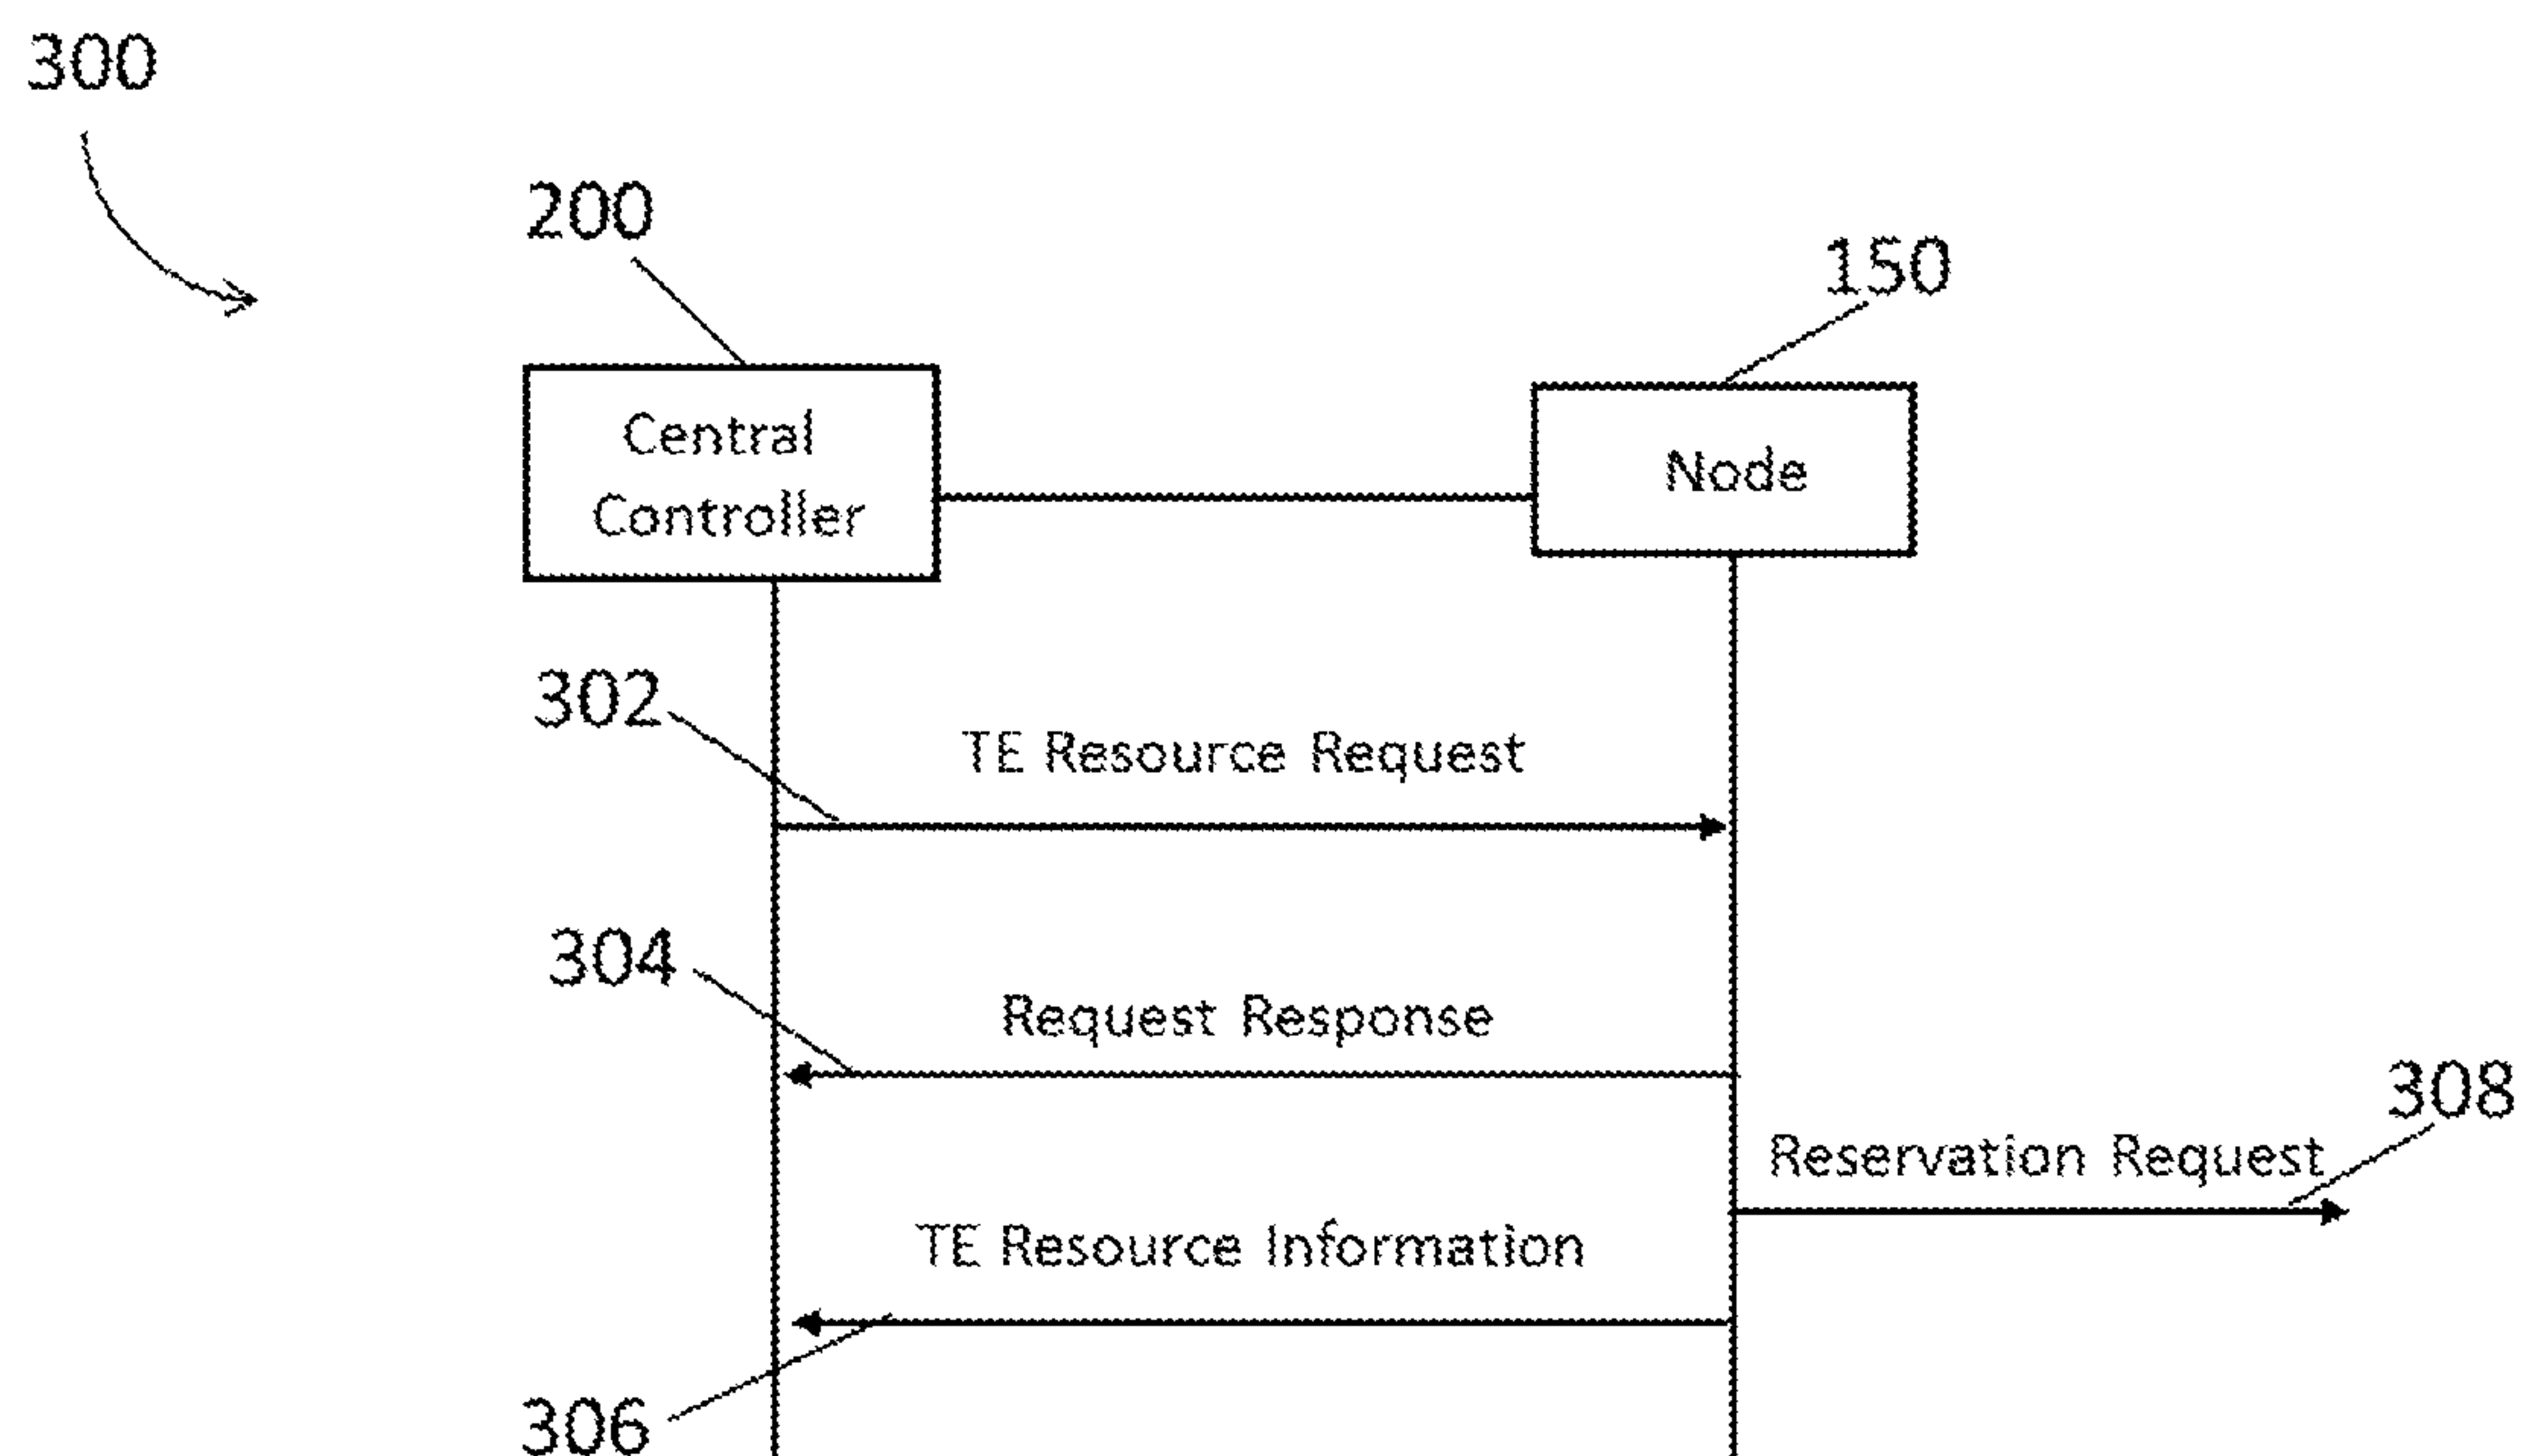 300
200
150
Central
Controller
Node
302
TE Resource Request
304
Request Response
308
Reservation Request
TE Resource Information
306